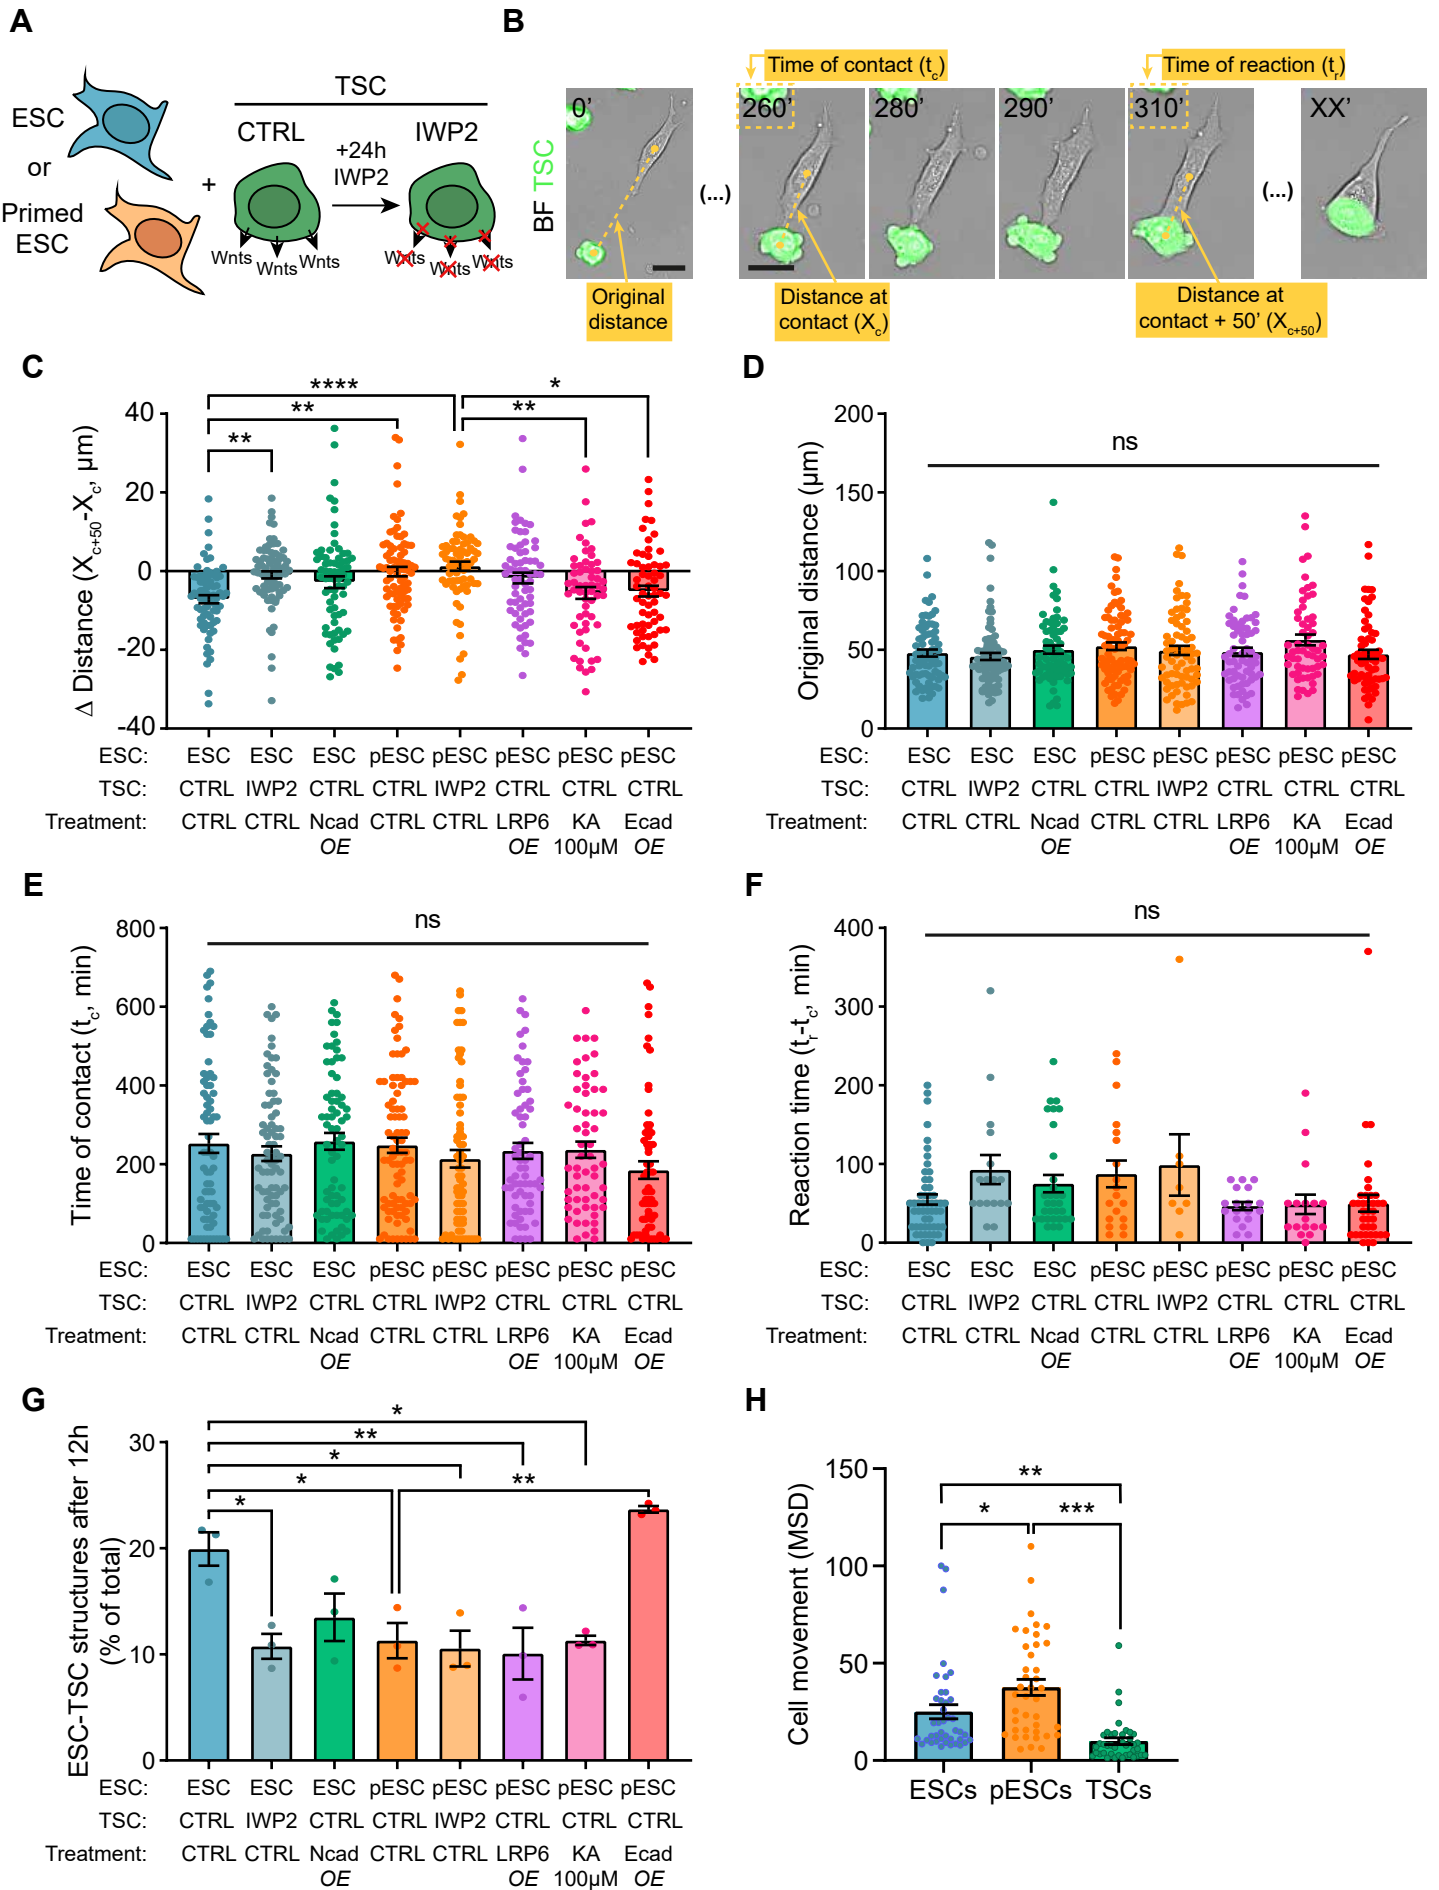 A
ESC
or
Primed
ESC
+
TSC
CTRL
IWP2
+24h
IWP2
Wnts
Wnts
Wnts
Wnts
Wnts
Wnts
B
BF TSC
Time of contact (tc)
Time of reaction (tr)
0’
(...)
260’
280’
290’
310’
(...)
XX’
Original
distance
Distance at
contact (Xc)
Distance at
contact + 50’ (Xc+50)
C
Δ Distance (Xc+50-Xc, μm)
40
20
0
-20
-40
****
**
**
*
**
ESC: ESC ESC ESC pESC pESC pESC pESC pESC
TSC: CTRL IWP2 CTRL CTRL IWP2 CTRL CTRL CTRL
Treatment: CTRL CTRL Ncad CTRL CTRL LRP6 KA Ecad
OE OE 100μM OE
D
Original distance (μm)
200
150
100
50
0
ns
ESC: ESC ESC ESC pESC pESC pESC pESC pESC
TSC: CTRL IWP2 CTRL CTRL IWP2 CTRL CTRL CTRL
Treatment: CTRL CTRL Ncad CTRL CTRL LRP6 KA Ecad
OE OE 100μM OE
E
Time of contact (tc, min)
800
600
400
200
0
ns
ESC: ESC ESC ESC pESC pESC pESC pESC pESC
TSC: CTRL IWP2 CTRL CTRL IWP2 CTRL CTRL CTRL
Treatment: CTRL CTRL Ncad CTRL CTRL LRP6 KA Ecad
OE OE 100μM OE
F
Reaction time (tr-tc, min)
400
300
200
100
0
ns
ESC: ESC ESC ESC pESC pESC pESC pESC pESC
TSC: CTRL IWP2 CTRL CTRL IWP2 CTRL CTRL CTRL
Treatment: CTRL CTRL Ncad CTRL CTRL LRP6 KA Ecad
OE OE 100μM OE
G
ESC-TSC structures after 12h
(% of total)
30
20
10
0
*
**
*
*
**
*
ESC: ESC ESC ESC pESC pESC pESC pESC pESC
TSC: CTRL IWP2 CTRL CTRL IWP2 CTRL CTRL CTRL
Treatment: CTRL CTRL Ncad CTRL CTRL LRP6 KA Ecad
OE OE 100μM OE
H
Cell movement (MSD)
150
100
50
0
**
*
***
ESCs pESCs TSCs